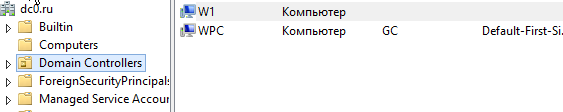 dc0.ru
Builtin
Computers
Domain Controllers
ForeignSecurityPrincipals
Managed Service Accoun
W1 Компьютер
WPC Компьютер GC Default-First-Si...